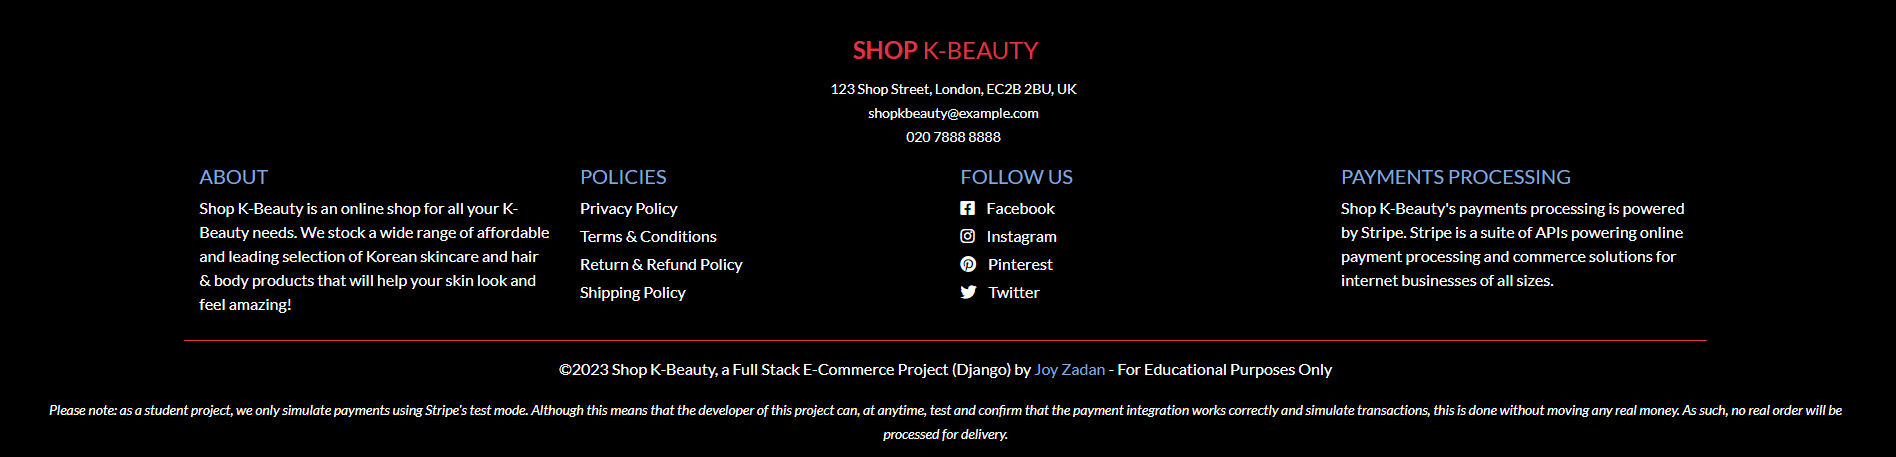 SHOP K-BEAUTY
123 Shop Street, London, EC2B 2BU, UK
shopkbeauty@example.com
020 7888 8888
ABOUT
Shop K-Beauty is an online shop for all your K-
Beauty needs. We stock a wide range of affordable
and leading selection of Korean skincare and hair
& body products that will help your skin look and
feel amazing!
POLICIES
Privacy Policy
Terms & Conditions
Return & Refund Policy
Shipping Policy
FOLLOW US
Facebook
Instagram
Pinterest
Twitter
PAYMENTS PROCESSING
Shop K-Beauty's payments processing is powered
by Stripe. Stripe is a suite of APIs powering online
payment processing and commerce solutions for
internet businesses of all sizes.
©2023 Shop K-Beauty, a Full Stack E-Commerce Project (Django) by Joy Zadan - For Educational Purposes Only
Please note: as a student project, we only simulate payments using Stripe's test mode. Although this means that the developer of this project can, at anytime, test and confirm that the payment integration works correctly and simulate transactions, this is done without moving any real money. As such, no real order will be
processed for delivery.